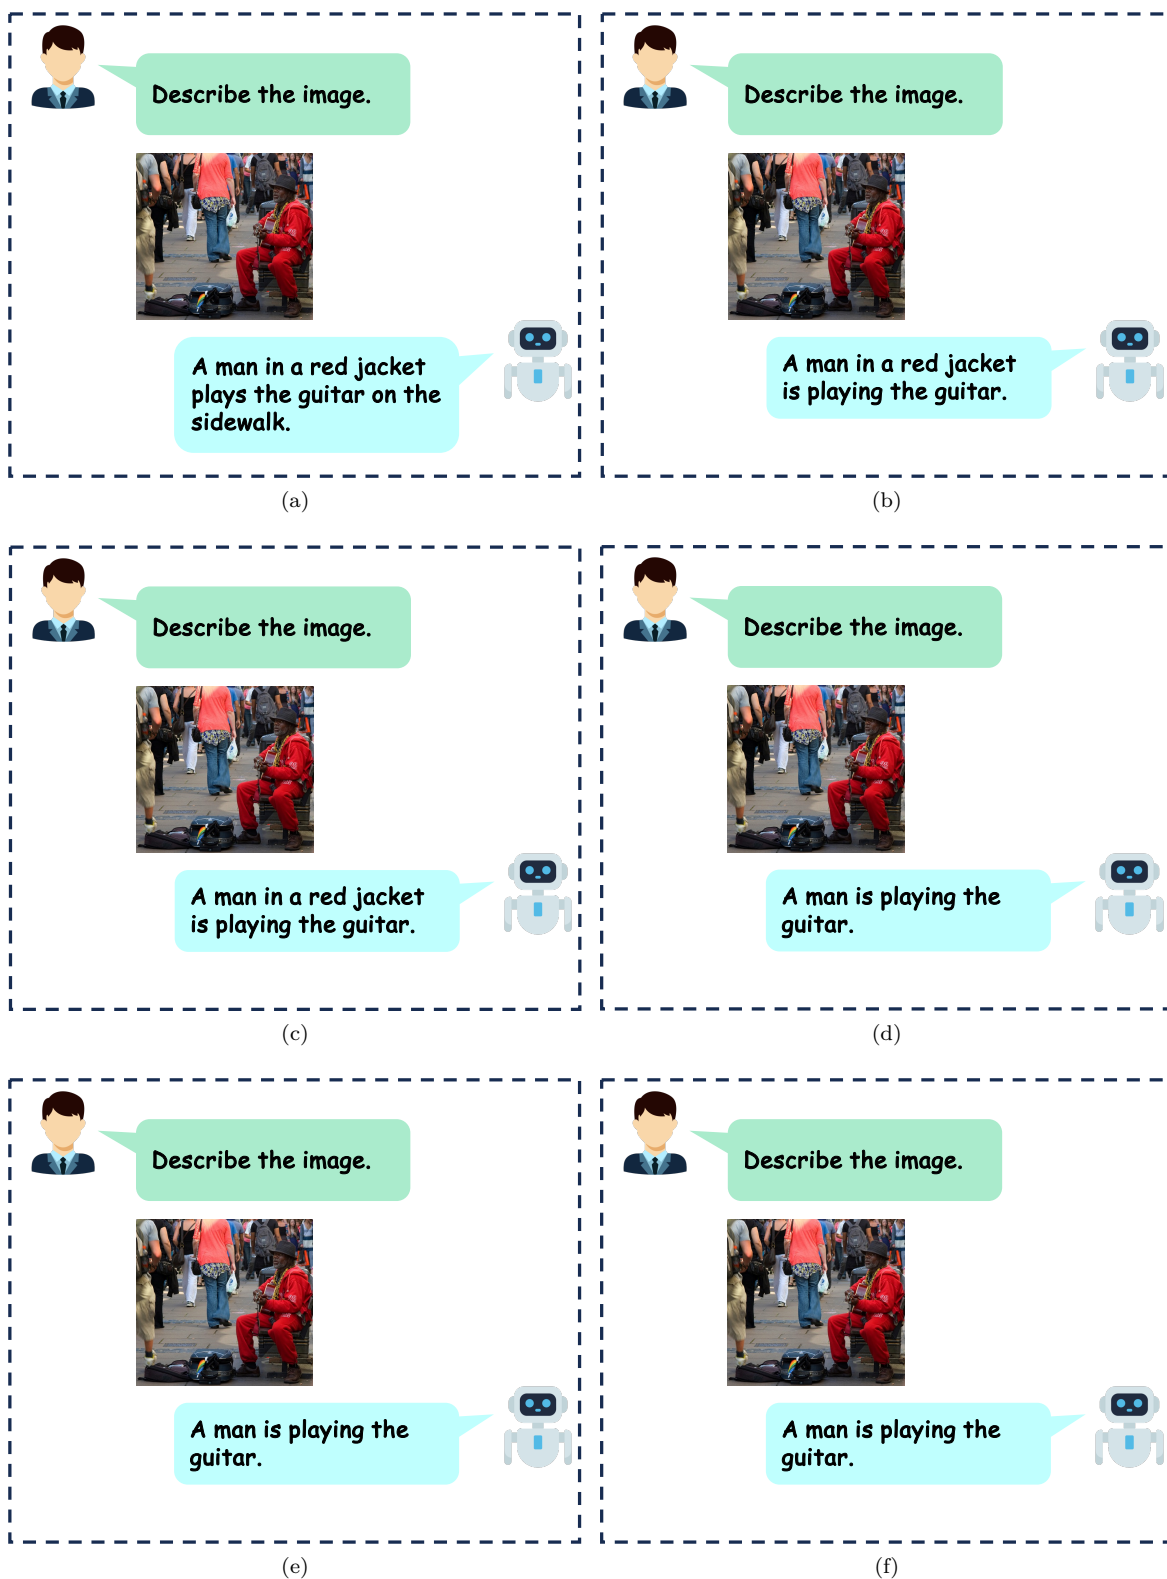 Describe the image.
A man in a red jacket
plays the guitar on the
sidewalk.
(a)
Describe the image.
A man in a red jacket
is playing the guitar.
(b)
Describe the image.
A man in a red jacket
is playing the guitar.
(c)
Describe the image.
A man is playing the
guitar.
(d)
Describe the image.
A man is playing the
guitar.
(e)
Describe the image.
A man is playing the
guitar.
(f)